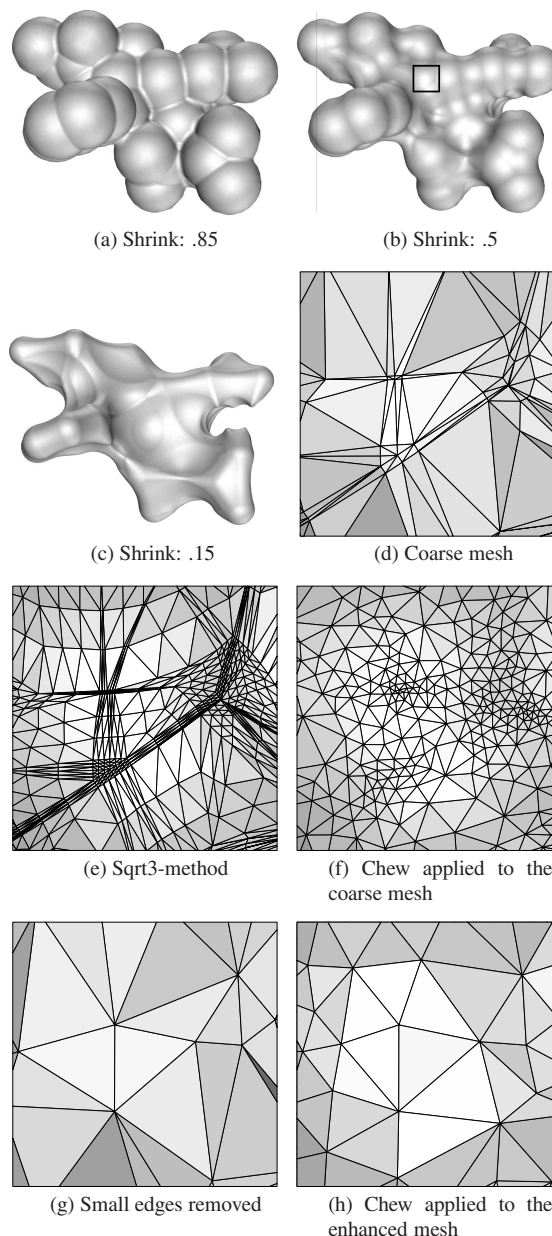 (a) Shrink: .85
(b) Shrink: .5
(c) Shrink: .15
(d) Coarse mesh
(e) Sqrt3-method
(f) Chew applied to the
coarse mesh
(g) Small edges removed
(h) Chew applied to the
enhanced mesh